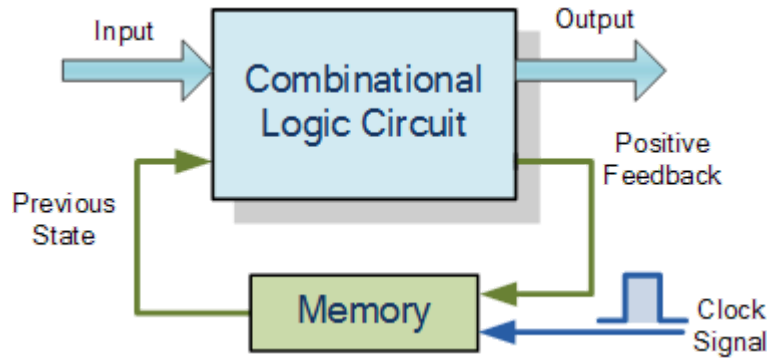 Input
Output
Combinational
Logic Circuit
Positive
Feedback
Previous
State
Memory
Clock
Signal